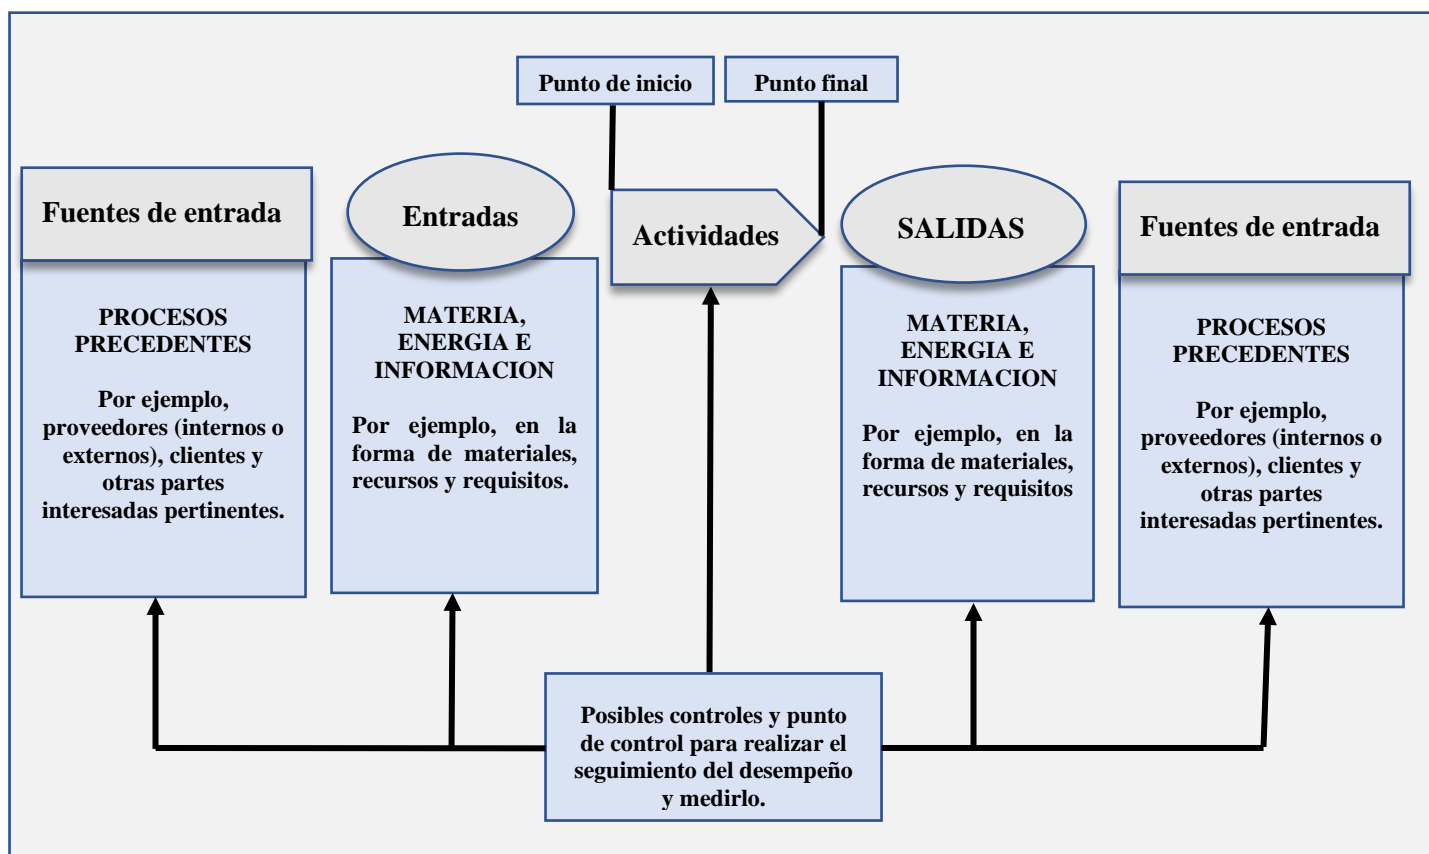 Punto de inicio
Punto final
Fuentes de entrada
Entradas
Actividades
SALIDAS
Fuentes de entrada
PROCESOS
PRECEDENTES
Por ejemplo,
proveedores (internos o
externos), clientes y
otras partes
interesadas pertinentes.
MATERIA,
ENERGIA E
INFORMACION
Por ejemplo, en la
forma de materiales,
recursos y requisitos.
MATERIA,
ENERGIA E
INFORMACION
Por ejemplo, en la
forma de materiales,
recursos y requisitos
PROCESOS
PRECEDENTES
Por ejemplo,
proveedores (internos o
externos), clientes y
otras partes
interesadas pertinentes.
Posibles controles y punto
de control para realizar el
seguimiento del desempeño
y medirlo.